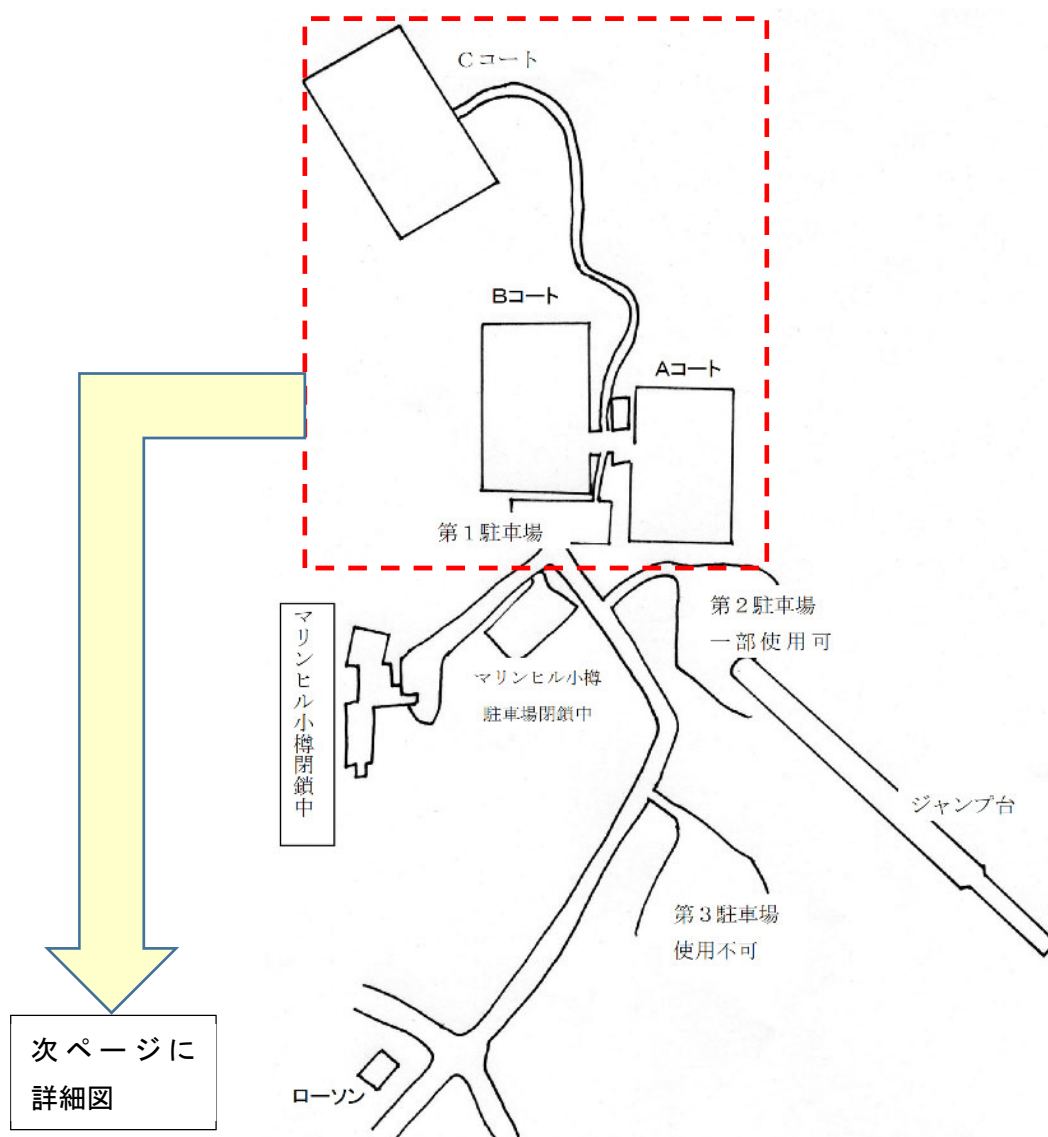 Cコート
Bコート
Aコート
第1駐車場
第2駐車場
一部使用可
マリンヒル小樽閉鎖中
マリンヒル小樽
駐車場閉鎖中
ジャンプ台
第3駐車場
使用不可
次ページに
詳細図
ローソン